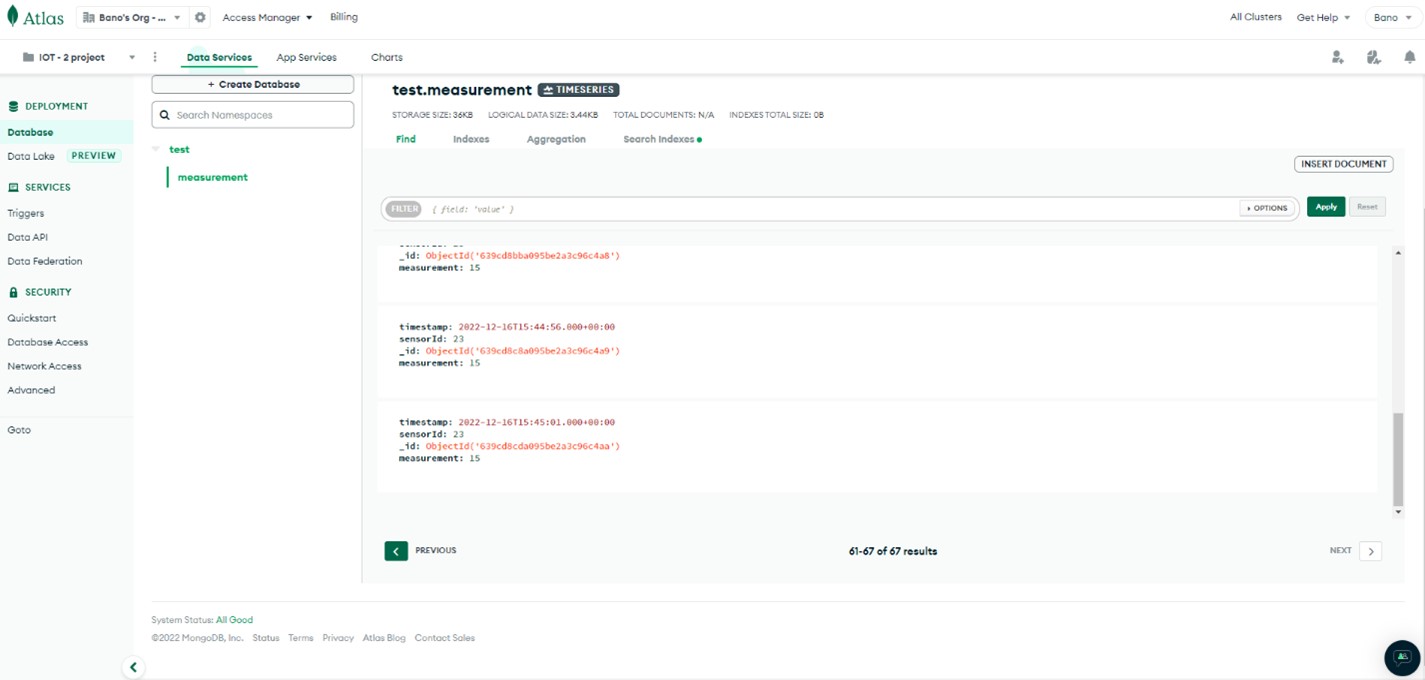 Atlas
Bano's Org - ...
Access Manager
Billing
All Clusters
Get Help
Bano
IOT - 2 project
Data Services
App Services
Charts
DEPLOYMENT
Database
Data Lake PREVIEW
SERVICES
Triggers
Data API
Data Federation
SECURITY
Quickstart
Database Access
Network Access
Advanced
Goto
+ Create Database
Search Namespaces
test
measurement
test.measurement TIMESERIES
STORAGE SIZE: 36KB LOGICAL DATA SIZE: 3.44KB TOTAL DOCUMENTS: N/A INDEXES TOTAL SIZE: 0B
Find Indexes Aggregation Search Indexes
INSERT DOCUMENT
FILTER { field: 'value' } OPTIONS Apply Reset
_id: ObjectId('639cd8bba095be2a3c96c4a8')
measurement: 15
timestamp: 2022-12-16T15:44:56.000+00:00
sensorId: 23
_id: ObjectId('639cd8c8a095be2a3c96c4a9')
measurement: 15
timestamp: 2022-12-16T15:45:01.000+00:00
sensorId: 23
_id: ObjectId('639cd8cda095be2a3c96c4aa')
measurement: 15
PREVIOUS
61-67 of 67 results
NEXT
System Status: All Good
©2022 MongoDB, Inc. Status Terms Privacy Atlas Blog Contact Sales